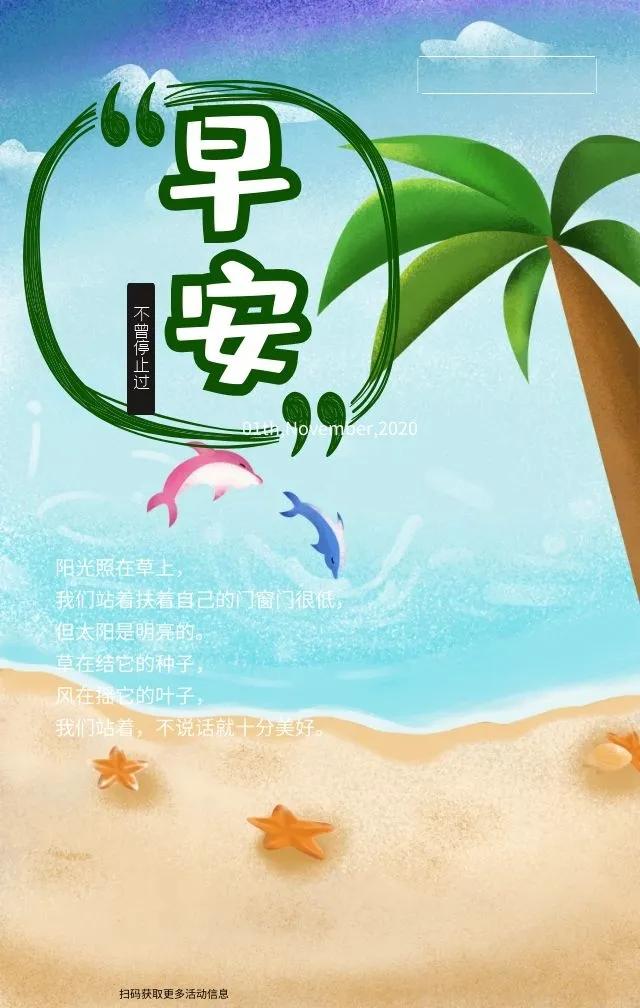 早安
不曾停止过
01th,November,2020
阳光照在草上，
我们站着扶着自己的门窗门很低，
但太阳是明亮的。
草在结它的种子，
风在摇它的叶子，
我们站着，不说话就十分美好。
扫码获取更多活动信息